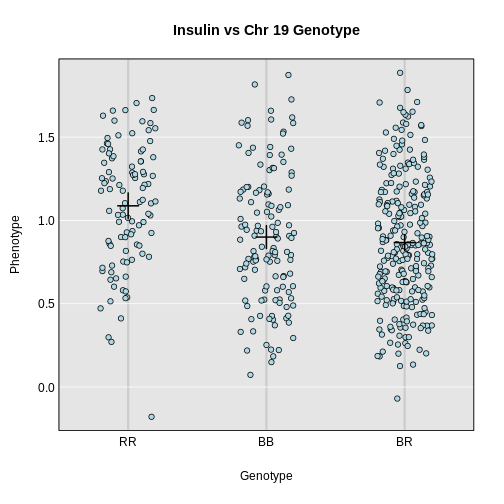 Insulin vs Chr 19 Genotype
Phenotype
1.5
1.0
0.5
0.0
RR BB BR
Genotype